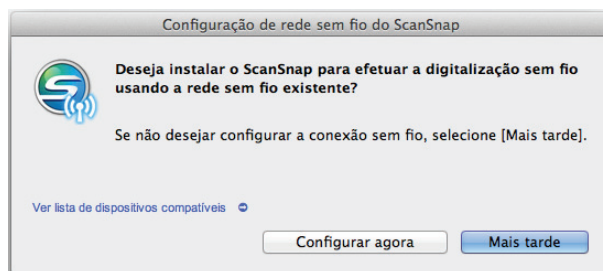 Configuração de rede sem fio do ScanSnap
Deseja instalar o ScanSnap para efetuar a digitalização sem fio
usando a rede sem fio existente?
Se não desejar configurar a conexão sem fio, selecione [Mais tarde].
Ver lista de dispositivos compatíveis
Configurar agora
Mais tarde